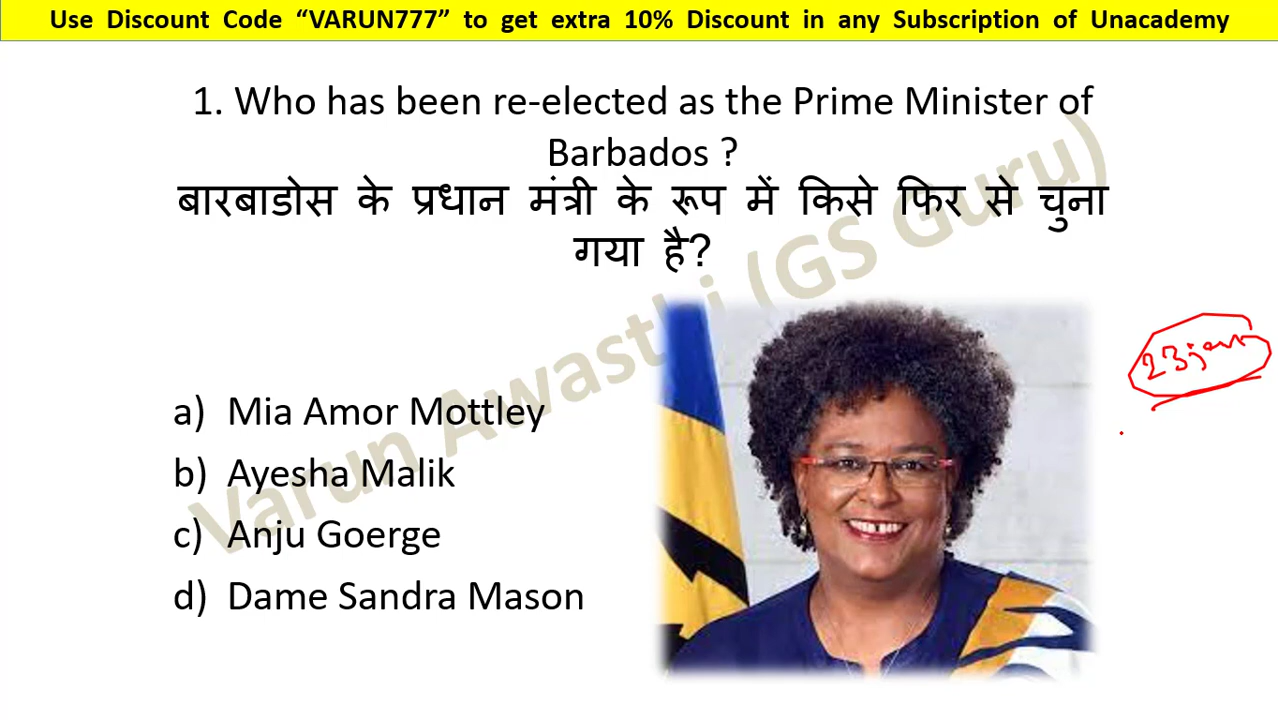 Use Discount Code “VARUN777” to get extra 10% Discount in any Subscription of Unacademy
1. Who has been re-elected as the Prime Minister of
Barbados ?
बारबाडोस के प्रधान मंत्री के रूप में किसे फिर से चुना
गया है?
a) Mia Amor Mottley
b) Ayesha Malik
c) Anju Goerge
d) Dame Sandra Mason
23 jan
Varun Awasthi (GS Guru)